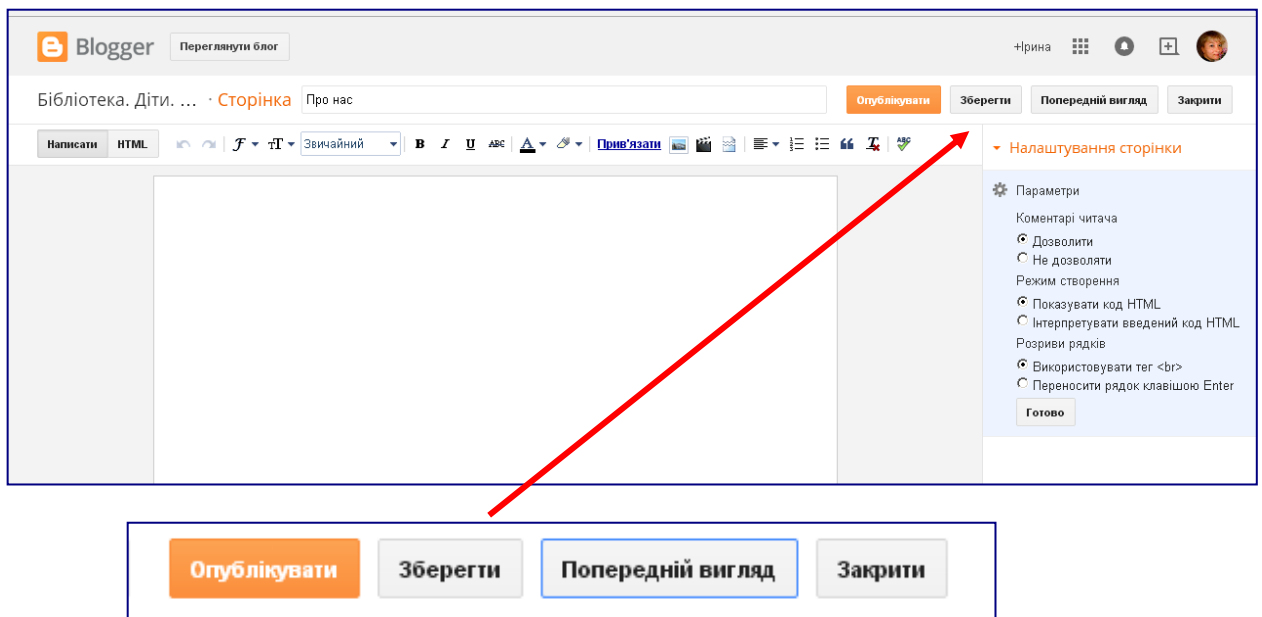 Blogger Переглянути блог +Ірина
Бібліотека. Діти. ... · Сторінка Про нас Опублікувати Зберегти Попередній вигляд Закрити
Написати HTML Звичайний B I U ABC A Прив'язати ABC Налаштування сторінки
Параметри
Коментарі читача
Дозволити
Не дозволяти
Режим створення
Показувати код HTML
Інтерпретувати введений код HTML
Розриви рядків
Використовувати тег <br>
Переносити рядок клавішою Enter
Готово
Опублікувати Зберегти Попередній вигляд Закрити